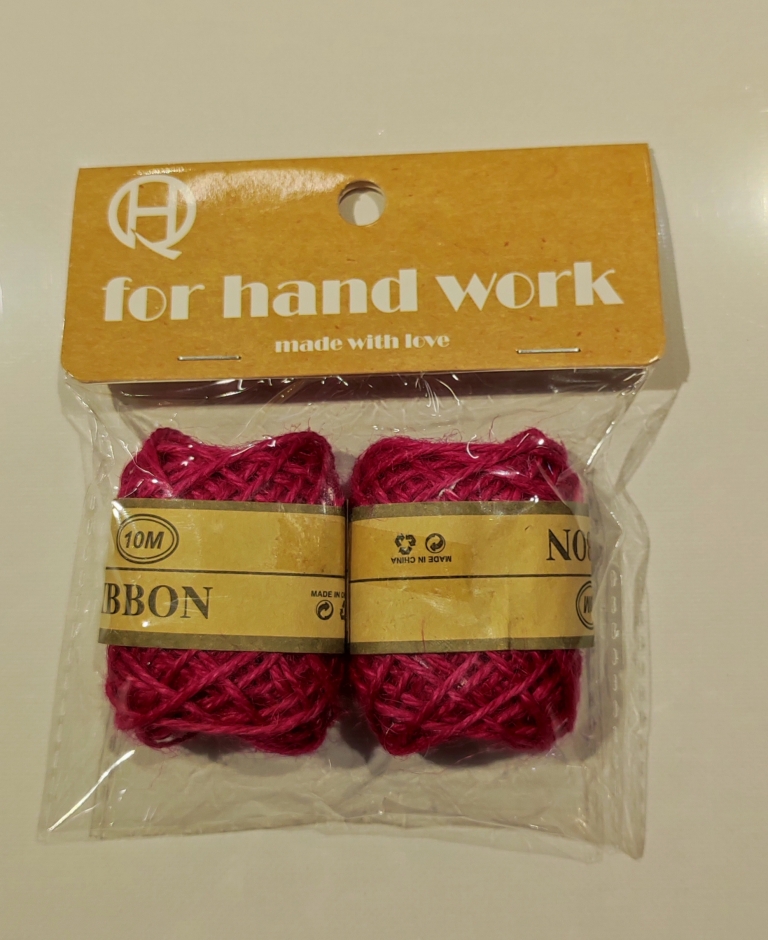 HQ
for hand work
made with love
10M
BBON
MADE IN C
MADE IN CHINA
NO